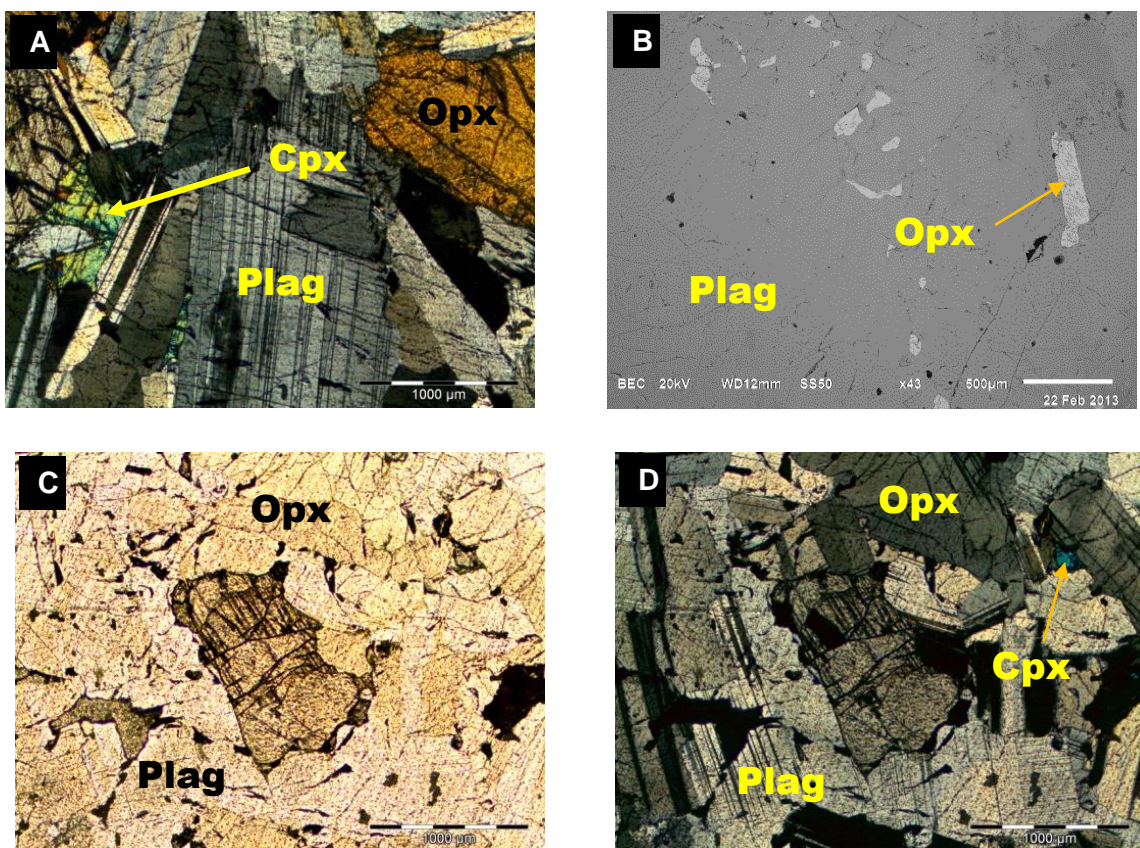 A
Opx
Cpx
Plag
1000 µm
B
Opx
Plag
BEC 20kV WD12mm SS50 x43 500µm
22 Feb 2013
C
Opx
Plag
1000 µm
D
Opx
Cpx
Plag
1000 µm